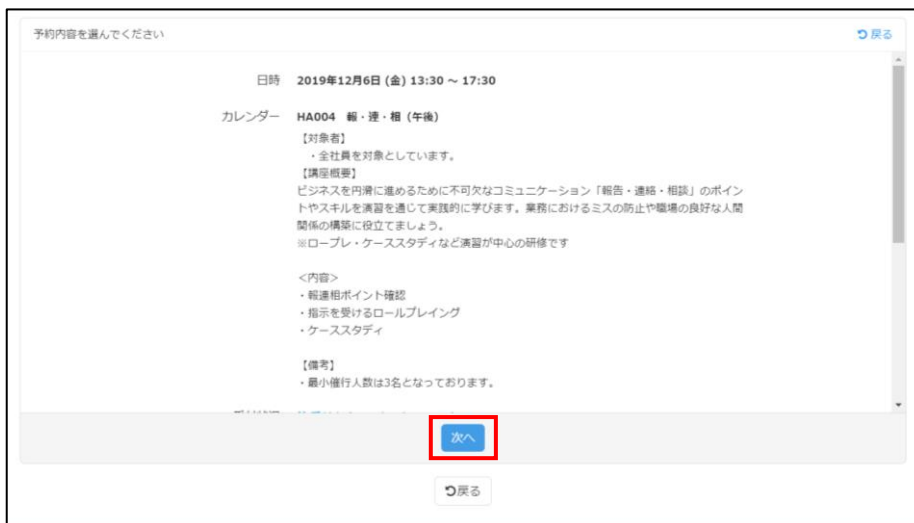 予約内容を選んでください
戻る
日時 2019年12月6日 (金) 13:30 ~ 17:30
カレンダー HA004 報・連・相 (午後)
【対象者】
・全社員を対象としています。
【講座概要】
ビジネスを円滑に進めるために不可欠なコミュニケーション「報告・連絡・相談」のポイン
トやスキルを演習を通じて実践的に学びます。業務におけるミスの防止や職場の良好な人間
関係の構築に役立てましょう。
※ロープレ・ケーススタディなど演習が中心の研修です
<内容>
・報連相ポイント確認
・指示を受けるロールプレイング
・ケーススタディ
【備考】
・最小催行人数は3名となっております。
次へ
戻る